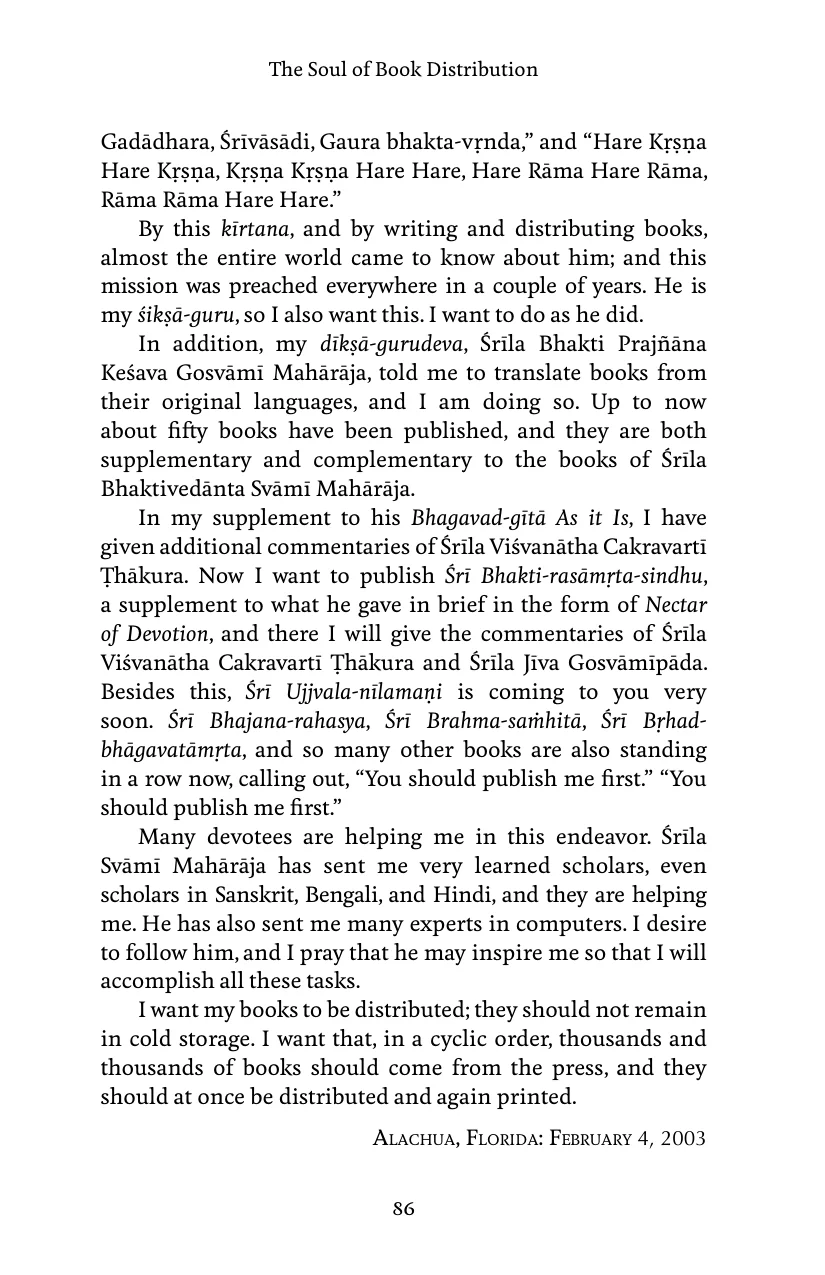 The Soul of Book Distribution
Gadādhara, Śrīvāsādi, Gaura bhakta-vṛnda,” and “Hare Kṛṣṇa
Hare Kṛṣṇa, Kṛṣṇa Kṛṣṇa Hare Hare, Hare Rāma Hare Rāma,
Rāma Rāma Hare Hare.”
By this kīrtana, and by writing and distributing books,
almost the entire world came to know about him; and this
mission was preached everywhere in a couple of years. He is
my śikṣā-guru, so I also want this. I want to do as he did.
In addition, my dīkṣā-gurudeva, Śrīla Bhakti Prajñāna
Keśava Gosvāmī Mahārāja, told me to translate books from
their original languages, and I am doing so. Up to now
about fifty books have been published, and they are both
supplementary and complementary to the books of Śrīla
Bhaktivedānta Svāmī Mahārāja.
In my supplement to his Bhagavad-gītā As it Is, I have
given additional commentaries of Śrīla Viśvanātha Cakravartī
Ṭhākura. Now I want to publish Śrī Bhakti-rasāmṛta-sindhu,
a supplement to what he gave in brief in the form of Nectar
of Devotion, and there I will give the commentaries of Śrīla
Viśvanātha Cakravartī Ṭhākura and Śrīla Jīva Gosvāmīpāda.
Besides this, Śrī Ujjvala-nīlamaṇi is coming to you very
soon. Śrī Bhajana-rahasya, Śrī Brahma-saṁhitā, Śrī Bṛhad-
bhāgavatāmṛta, and so many other books are also standing
in a row now, calling out, “You should publish me first.” “You
should publish me first.”
Many devotees are helping me in this endeavor. Śrīla
Svāmī Mahārāja has sent me very learned scholars, even
scholars in Sanskrit, Bengali, and Hindi, and they are helping
me. He has also sent me many experts in computers. I desire
to follow him, and I pray that he may inspire me so that I will
accomplish all these tasks.
I want my books to be distributed; they should not remain
in cold storage. I want that, in a cyclic order, thousands and
thousands of books should come from the press, and they
should at once be distributed and again printed.
Alachua, Florida: February 4, 2003
86